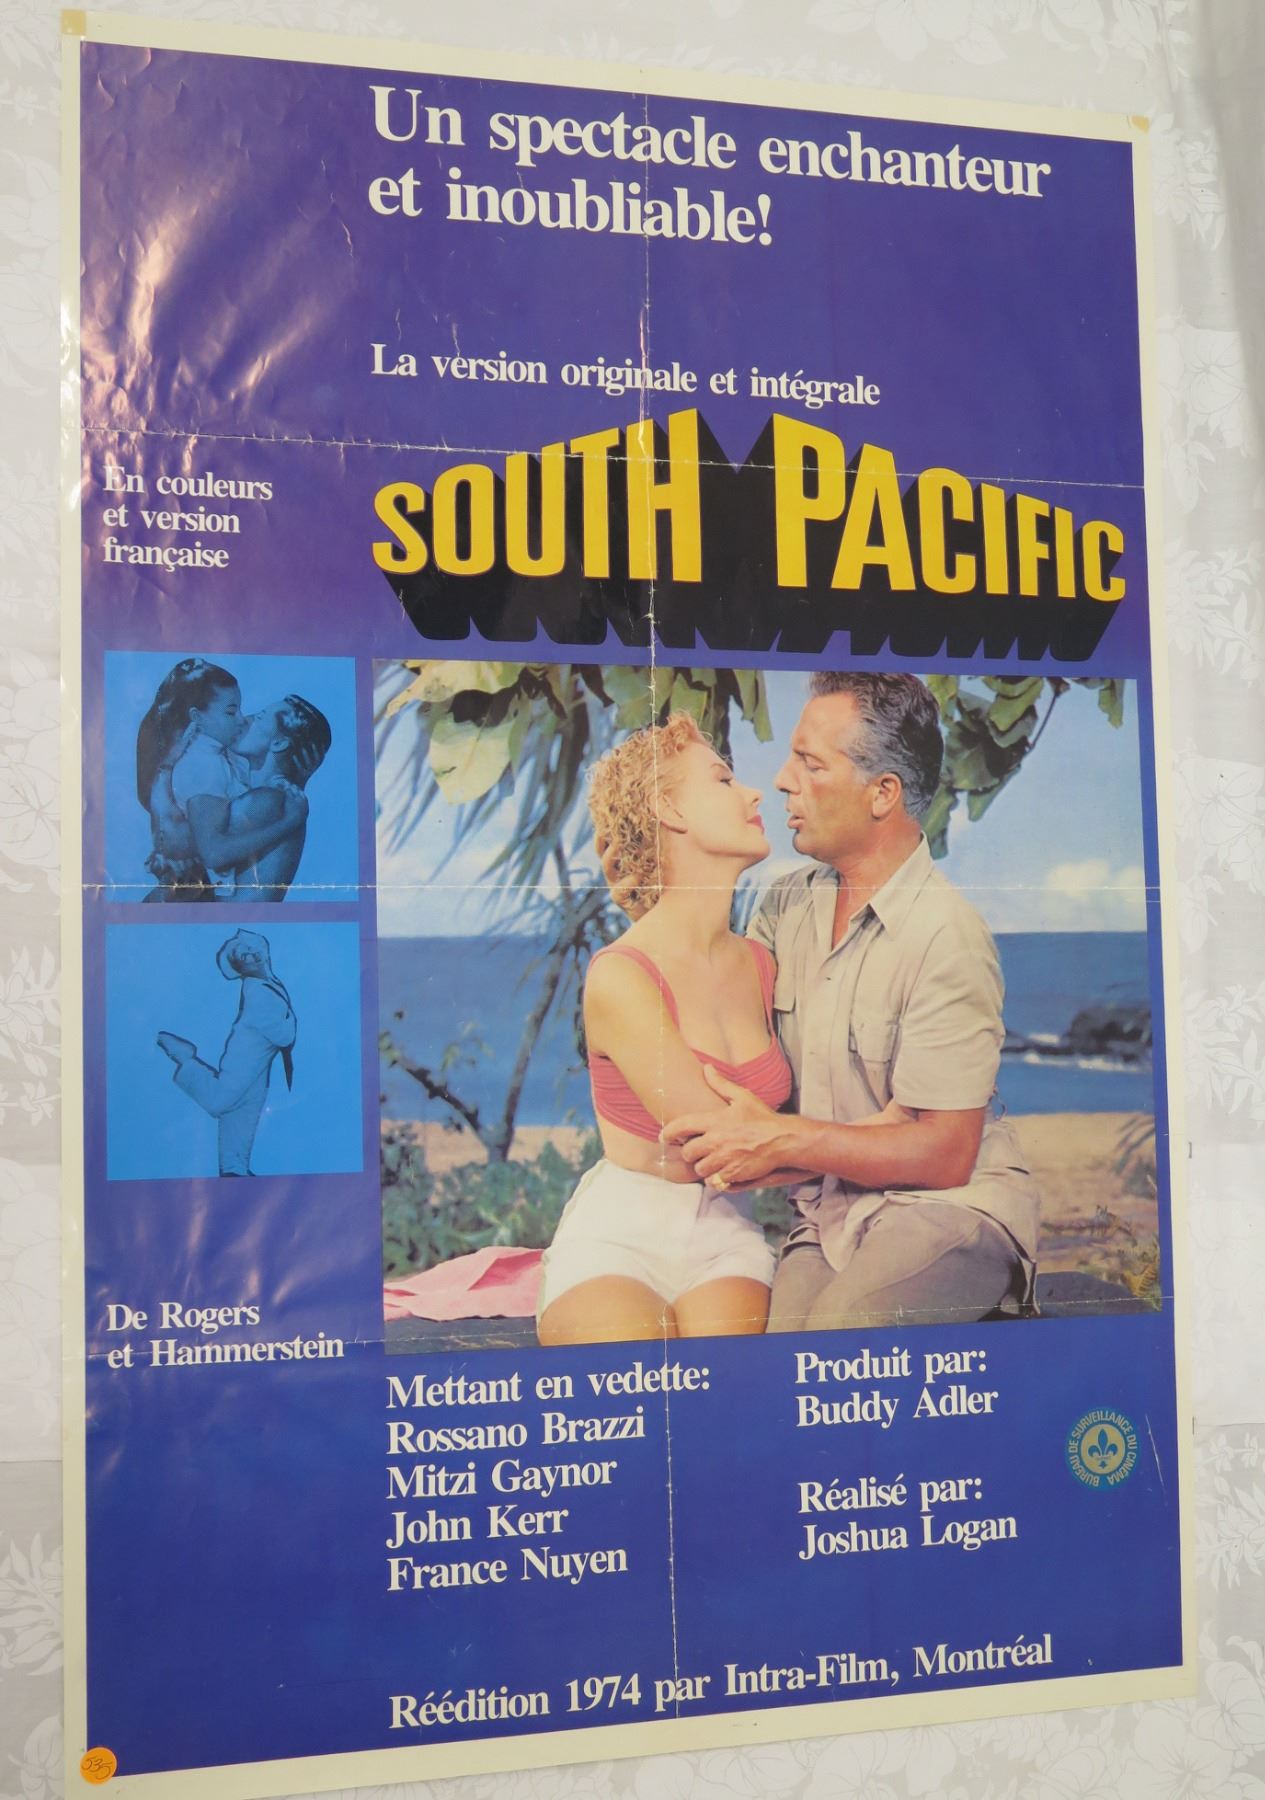 Un spectacle enchanteur
et inoubliable!
La version originale et intégrale
SOUTH PACIFIC
En couleurs
et version
française
De Rogers
et Hammerstein
Mettant en vedette:
Rossano Brazzi
Mitzi Gaynor
John Kerr
France Nuyen
Produit par:
Buddy Adler
Réalisé par:
Joshua Logan
BUREAU DE SURVEILLANCE DU CINEMA
Réédition 1974 par Intra-Film, Montréal
535